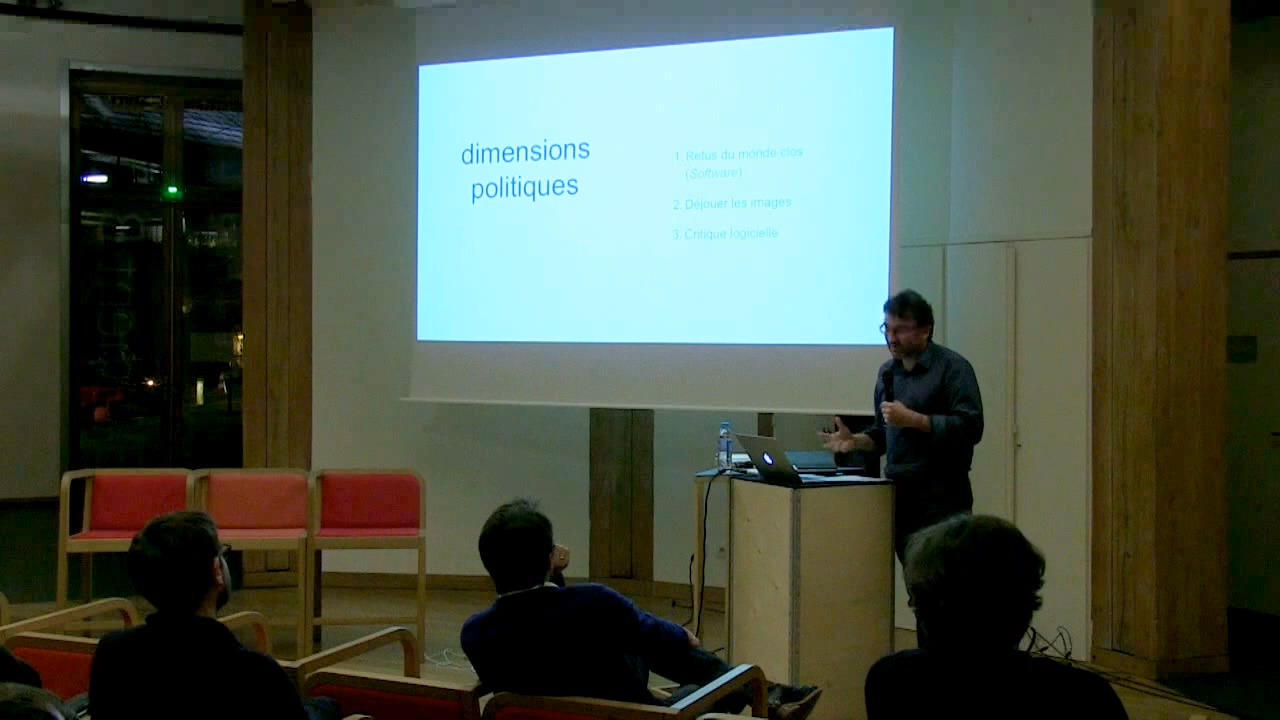 dimensions
politiques
1. Refus du monde clos
(Software)
2. Déjouer les images
3. Critique logicielle